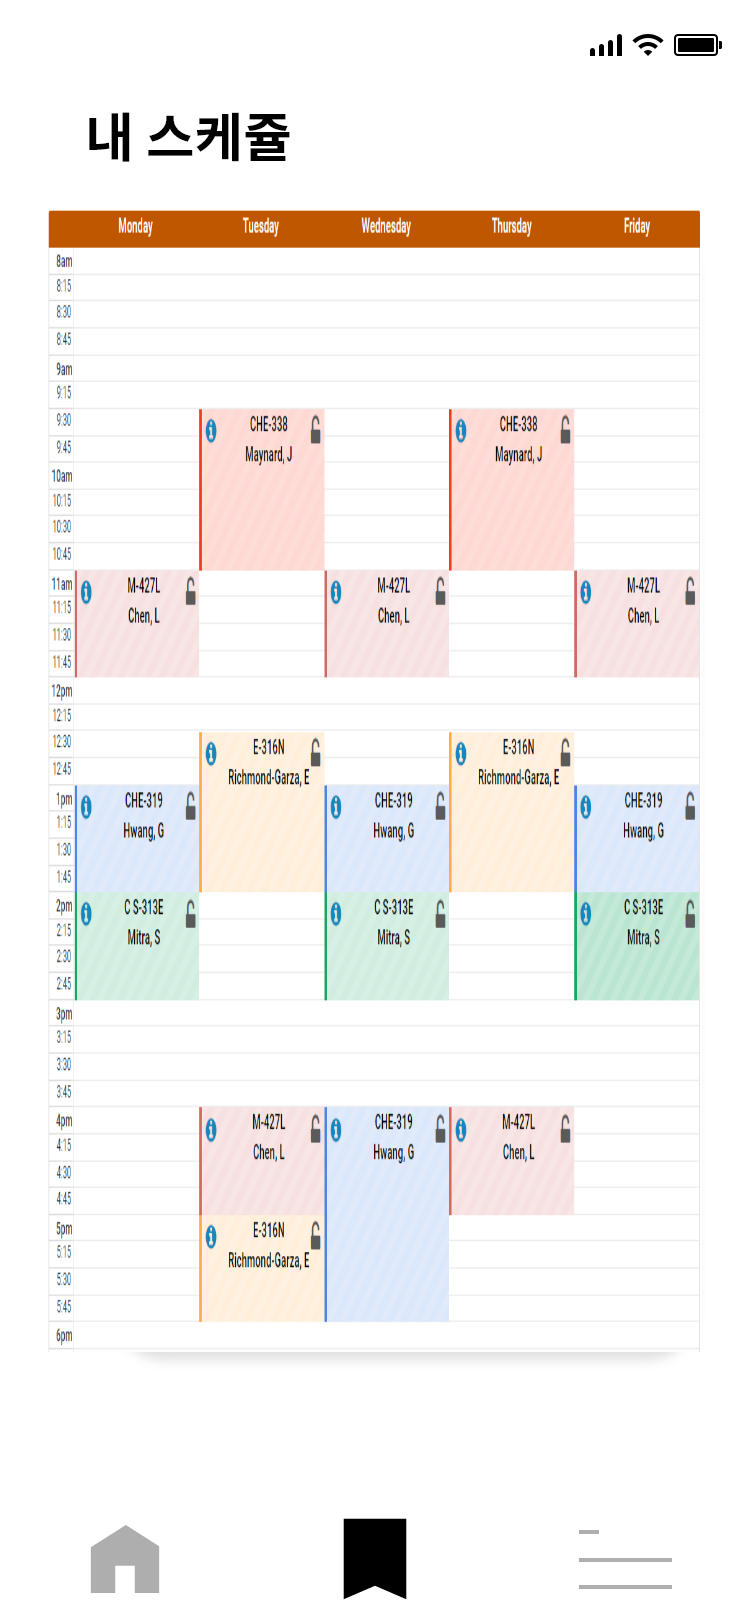 내 스케쥴
Monday Tuesday Wednesday Thursday Friday
8am
8:15
8:30
8:45
9am
9:15
9:30 CHE-338 CHE-338
9:45 Maynard, J Maynard, J
10am
10:15
10:30
10:45
11am M-427L M-427L M-427L
11:15 Chen, L Chen, L Chen, L
11:30
11:45
12pm
12:15
12:30 E-316N E-316N
12:45 Richmond-Garza, E Richmond-Garza, E
1pm CHE-319 CHE-319 CHE-319
1:15 Hwang, G Hwang, G Hwang, G
1:30
1:45
2pm C S-313E C S-313E C S-313E
2:15 Mitra, S Mitra, S Mitra, S
2:30
2:45
3pm
3:15
3:30
3:45
4pm M-427L CHE-319 M-427L
4:15 Chen, L Hwang, G Chen, L
4:30
4:45
5pm E-316N
5:15 Richmond-Garza, E
5:30
5:45
6pm